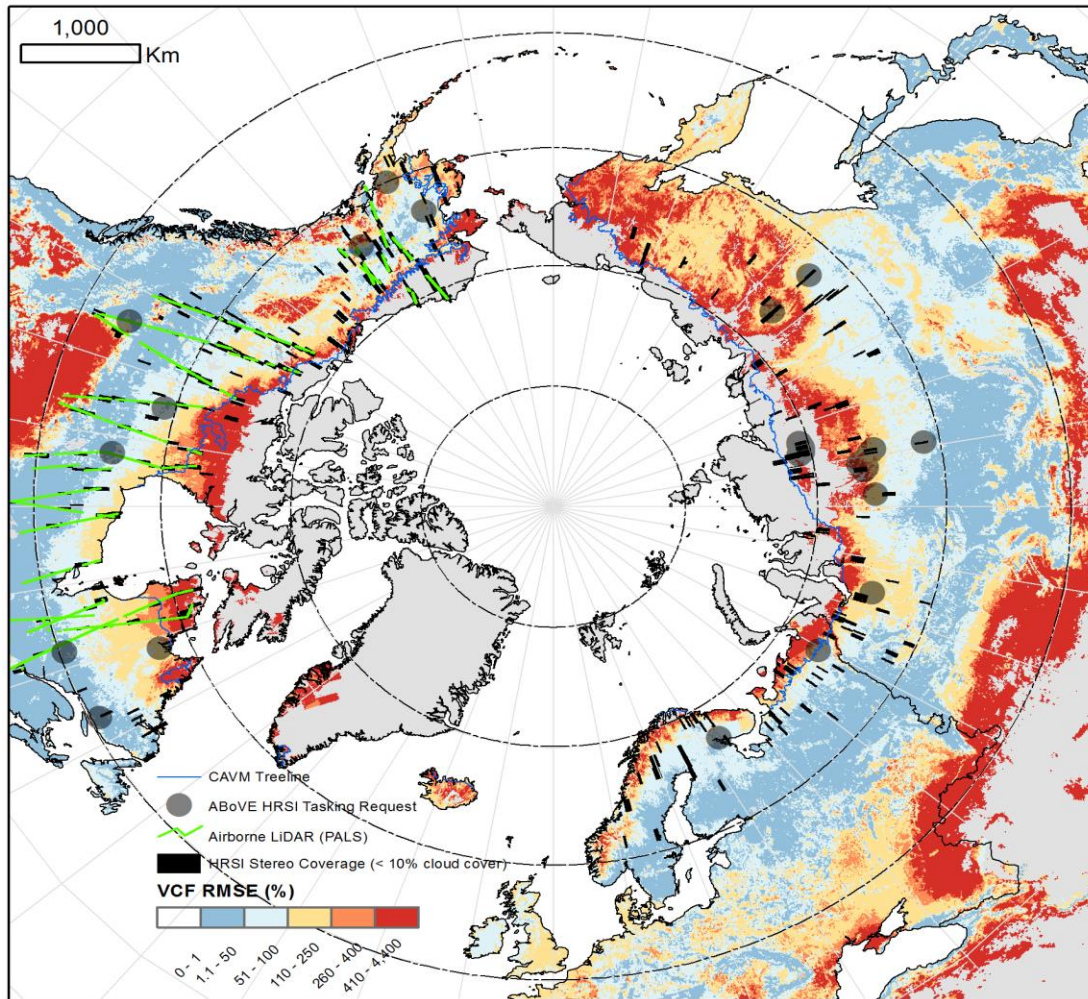 1,000
Km
CAVM Treeline
ABoVE HRSI Tasking Request
Airborne LiDAR (PALS)
HRSI Stereo Coverage (< 10% cloud cover)
VCF RMSE (%)
0 - 1
1.1 - 50
51 - 100
110 - 250
260 - 400
410 - 4,400